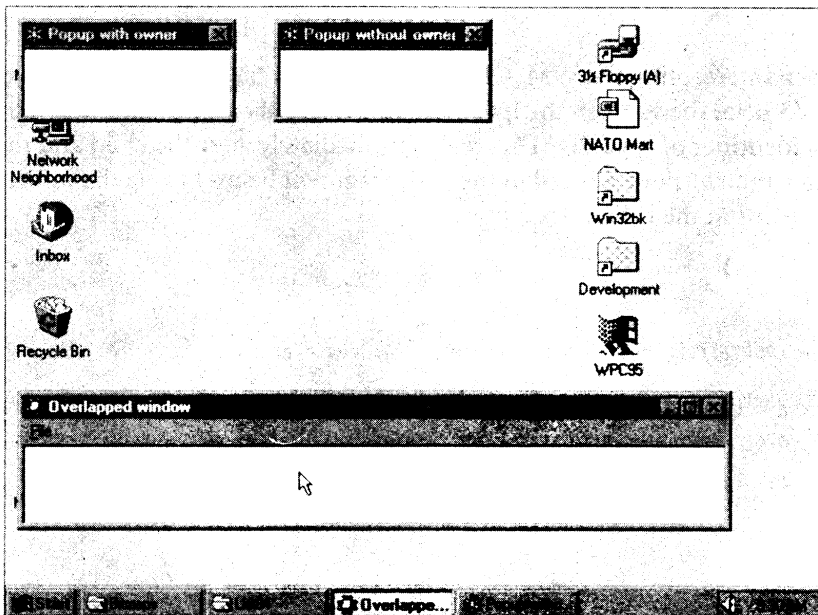 Popup with owner
Popup without owner
3½ Floppy (A)
NATO Mart
Network
Neighborhood
Win32bk
Inbox
Development
Recycle Bin
WPC95
Overlapped window
File
Start
Overlappe...